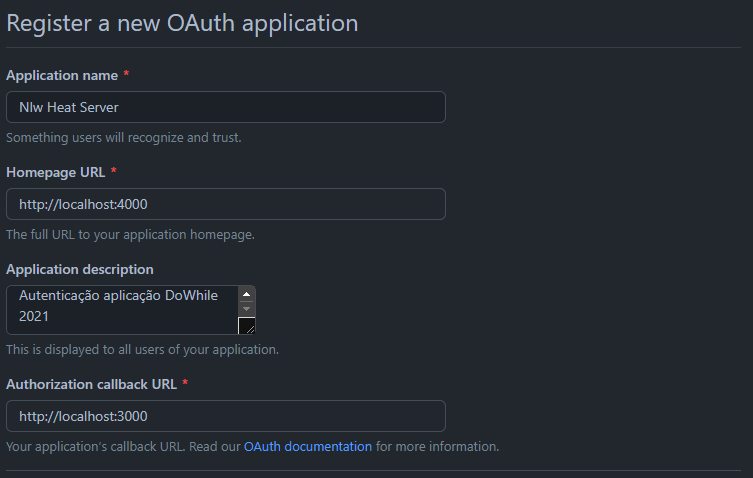 Register a new OAuth application
Application name *
Nlw Heat Server
Something users will recognize and trust.
Homepage URL *
http://localhost:4000
The full URL to your application homepage.
Application description
Autenticação aplicação DoWhile
2021
This is displayed to all users of your application.
Authorization callback URL *
http://localhost:3000
Your application's callback URL. Read our OAuth documentation for more information.